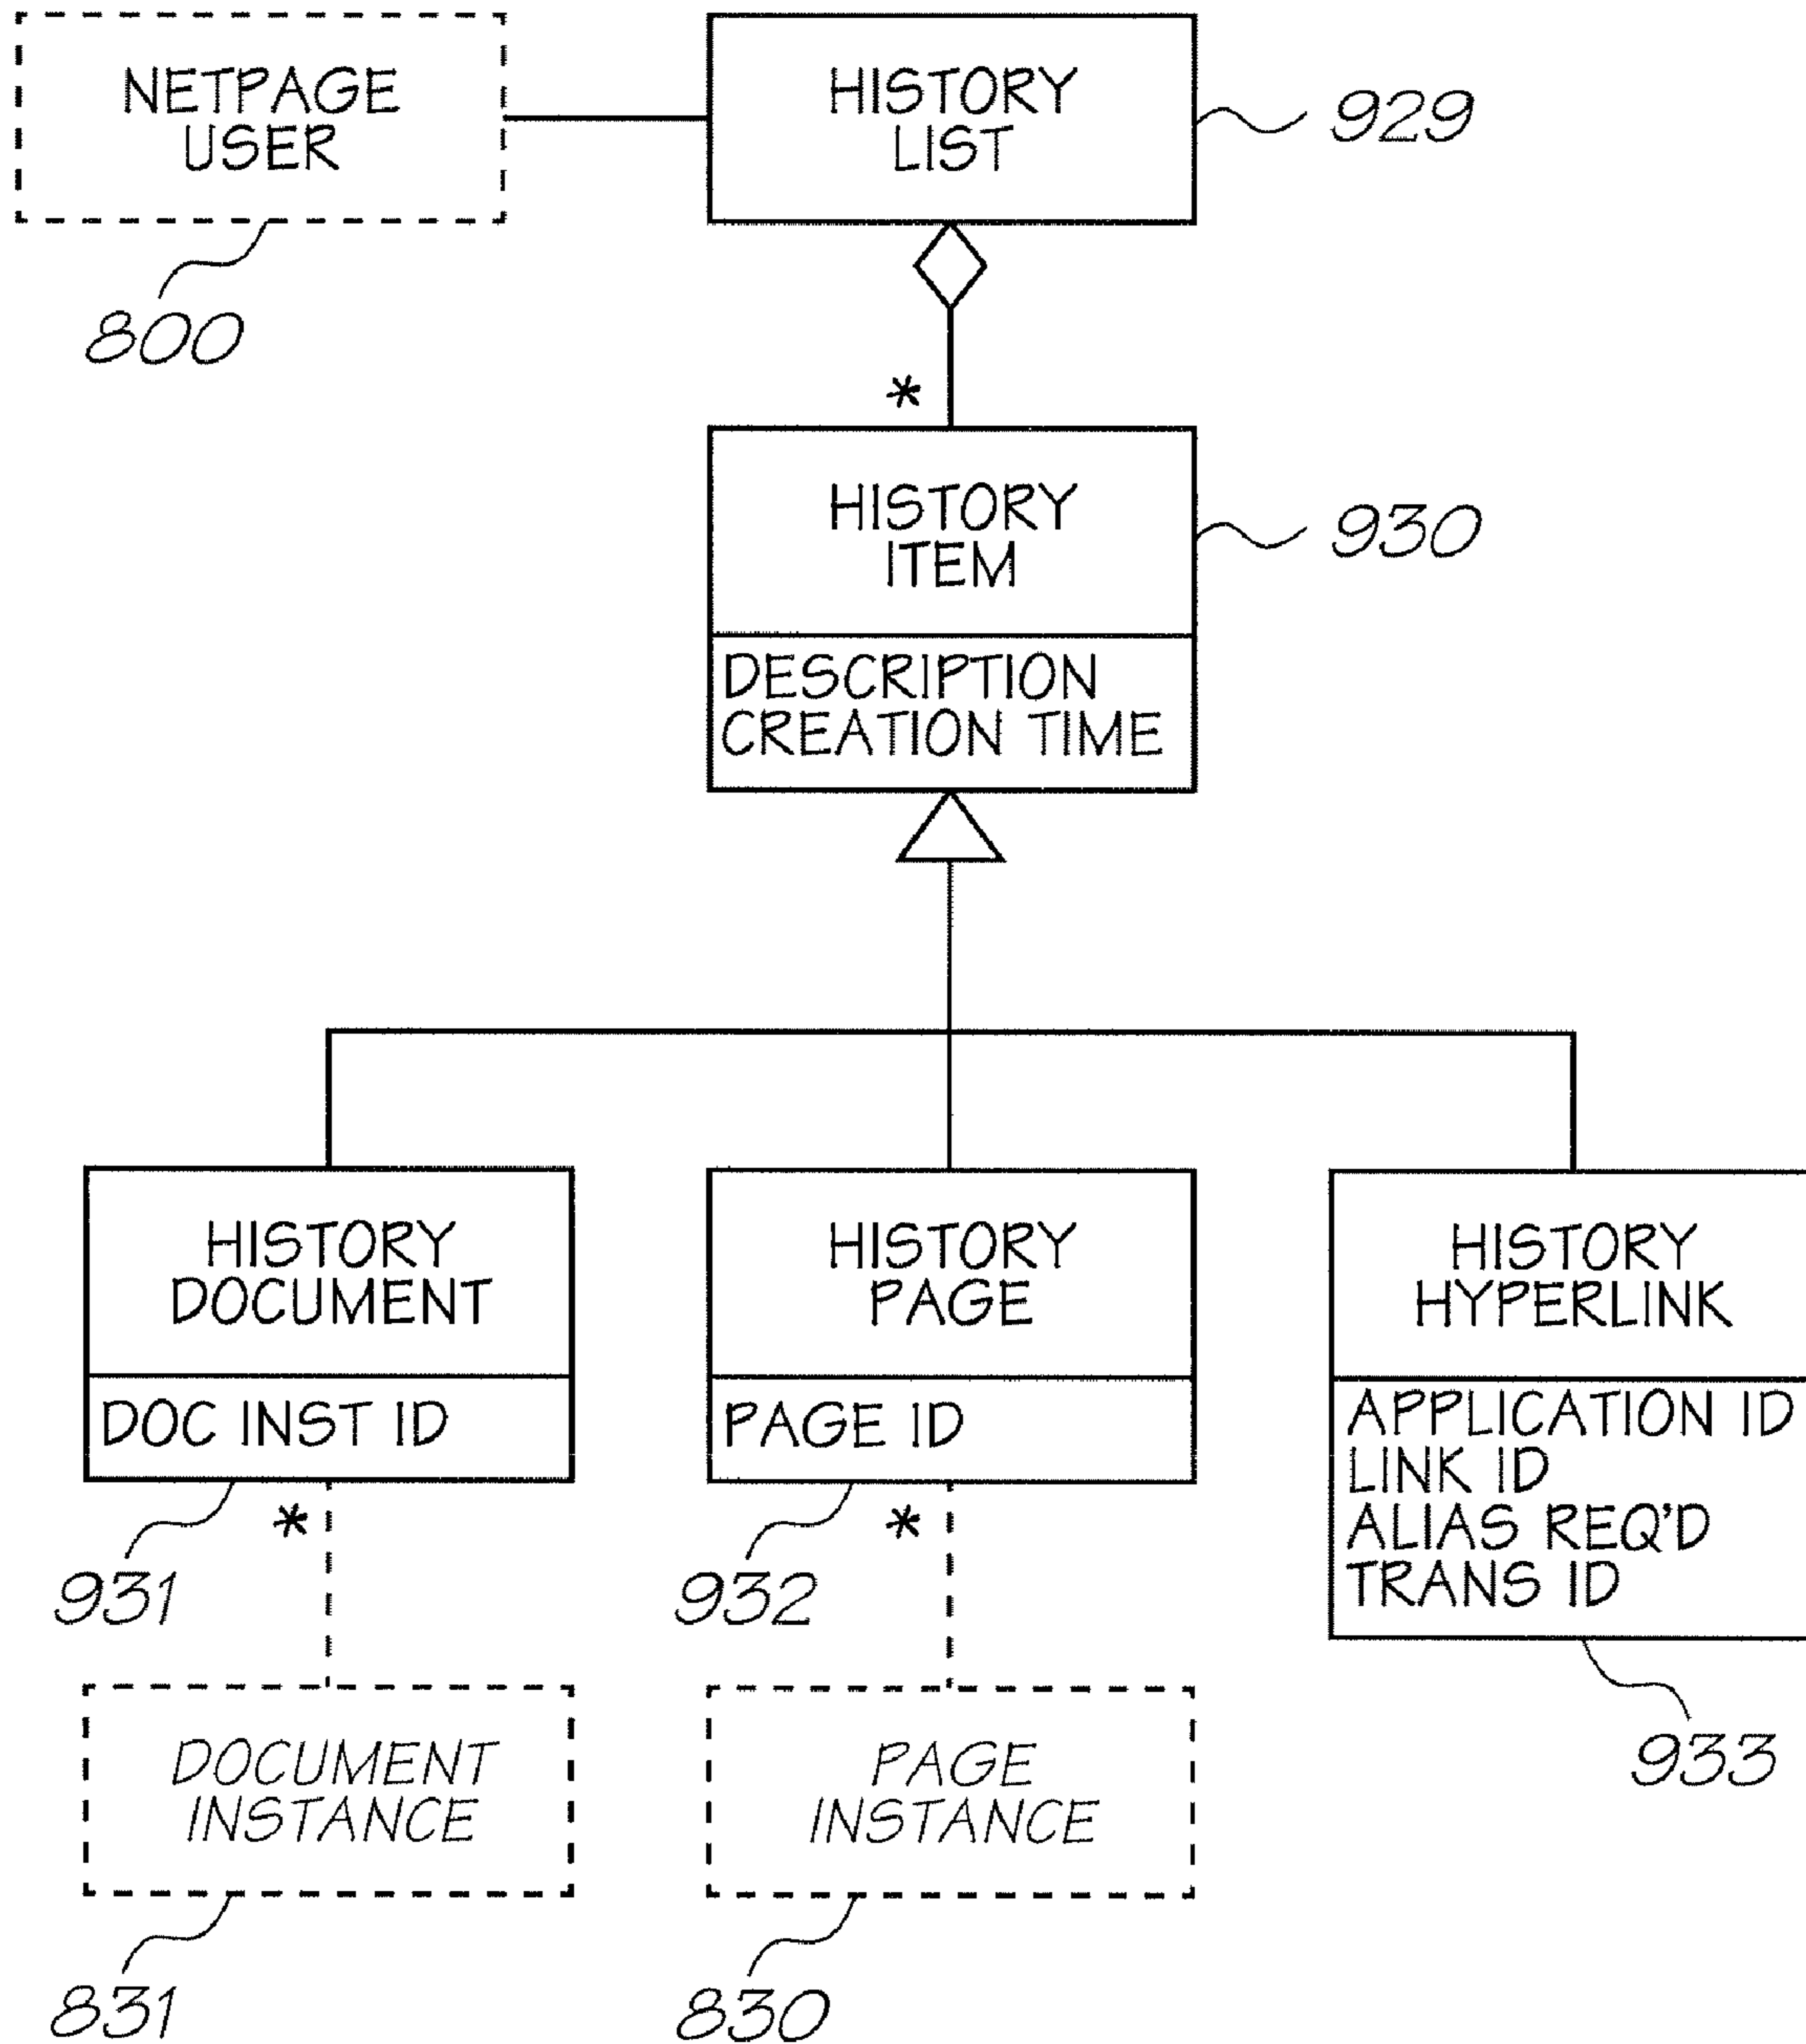 NETPAGE
USER
800
HISTORY
LIST
929
*
HISTORY
ITEM
930
DESCRIPTION
CREATION TIME
HISTORY
DOCUMENT
DOC INST ID
931
*
HISTORY
PAGE
PAGE ID
932
*
HISTORY
HYPERLINK
APPLICATION ID
LINK ID
ALIAS REQ'D
TRANS ID
933
DOCUMENT
INSTANCE
831
PAGE
INSTANCE
830